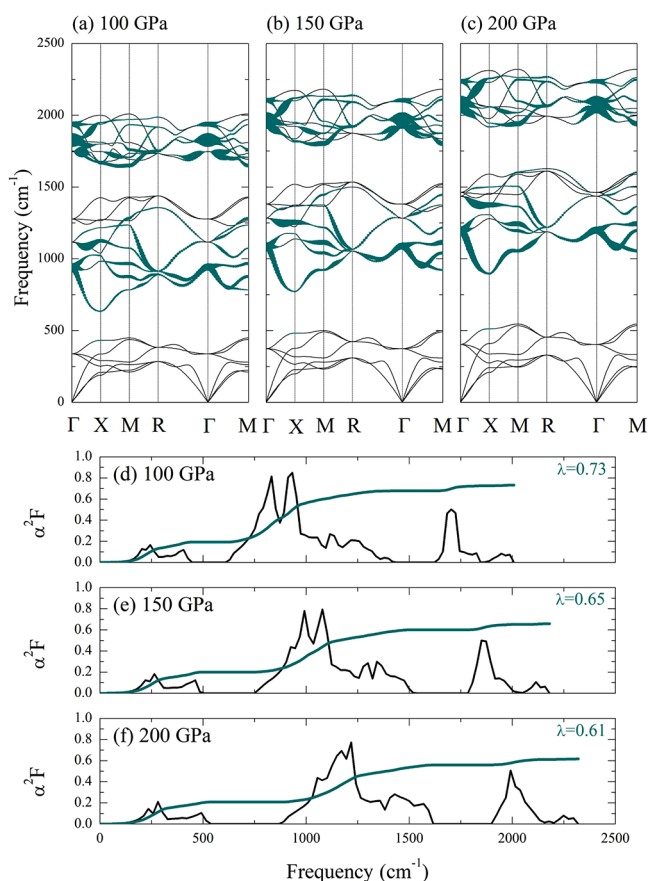 (a) 100 GPa (b) 150 GPa (c) 200 GPa
2500
2000
1500
1000
500
0
Frequency (cm⁻¹)
Γ X M R Γ M Γ X M R Γ M Γ X M R Γ M
(d) 100 GPa λ=0.73
1.0
0.8
0.6
0.4
0.2
0.0
α²F
(e) 150 GPa λ=0.65
1.0
0.8
0.6
0.4
0.2
0.0
α²F
(f) 200 GPa λ=0.61
1.0
0.8
0.6
0.4
0.2
0.0
α²F
0 500 1000 1500 2000 2500
Frequency (cm⁻¹)